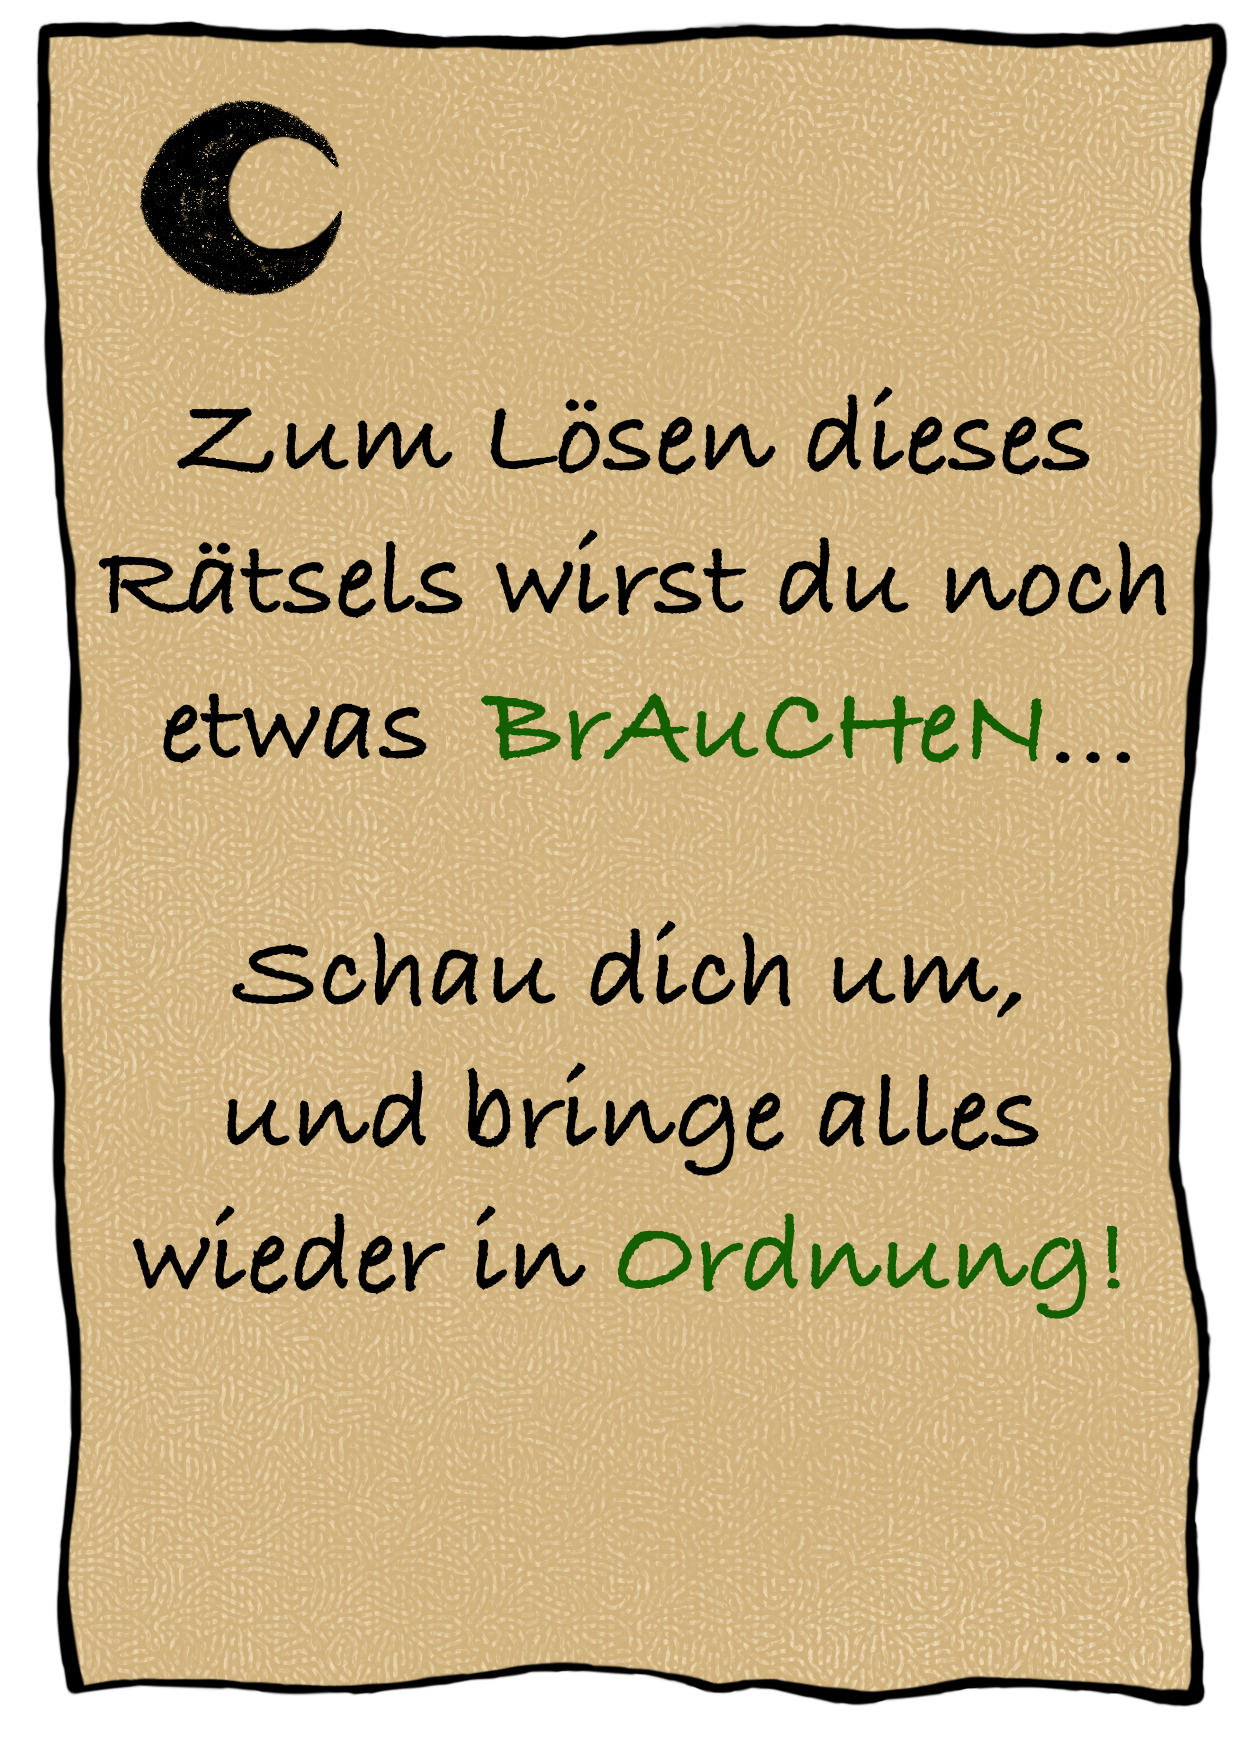 Zum Lösen dieses
Rätsels wirst du noch
etwas BrAuCHeN...
Schau dich um,
und bringe alles
wieder in Ordnung!